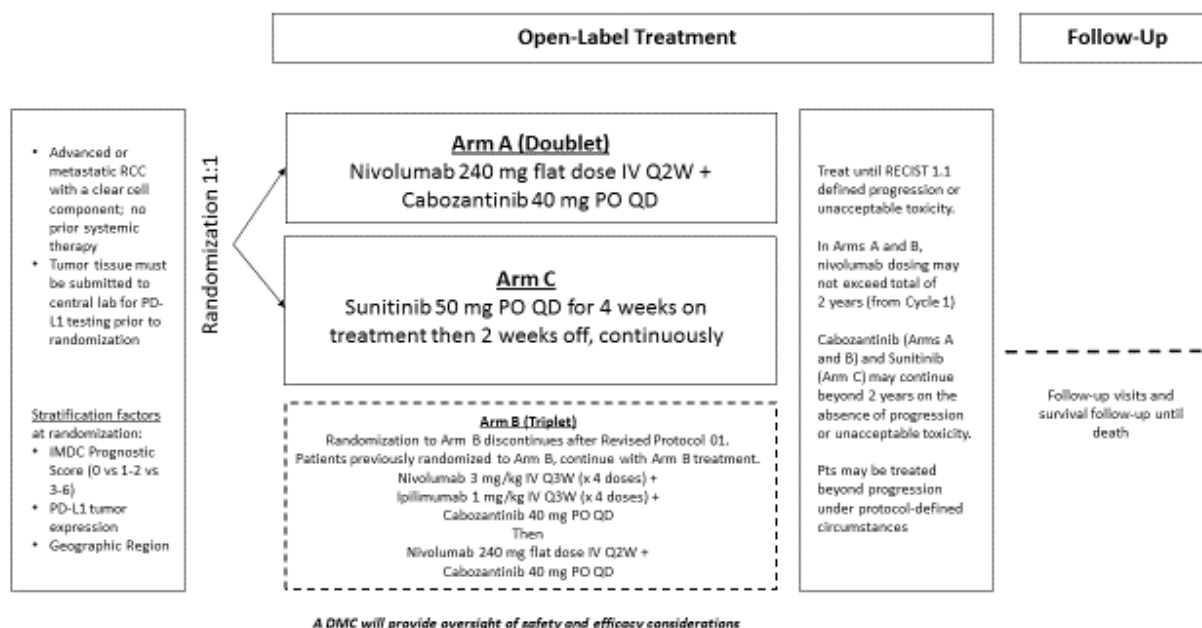 Open-Label Treatment
Follow-Up
• Advanced or
metastatic RCC
with a clear cell
component; no
prior systemic
therapy
• Tumor tissue must
be submitted to
central lab for PD-
L1 testing prior to
randomization
Stratification factors
at randomization:
• IMDC Prognostic
Score (0 vs 1-2 vs
3-6)
• PD-L1 tumor
expression
• Geographic Region
Randomization 1:1
Arm A (Doublet)
Nivolumab 240 mg flat dose IV Q2W +
Cabozantinib 40 mg PO QD
Arm C
Sunitinib 50 mg PO QD for 4 weeks on
treatment then 2 weeks off, continuously
Arm B (Triplet)
Randomization to Arm B discontinues after Revised Protocol 01.
Patients previously randomized to Arm B, continue with Arm B treatment.
Nivolumab 3 mg/kg IV Q3W (x 4 doses) +
Ipilimumab 1 mg/kg IV Q3W (x 4 doses) +
Cabozantinib 40 mg PO QD
Then
Nivolumab 240 mg flat dose IV Q2W +
Cabozantinib 40 mg PO QD
Treat until RECIST 1.1
defined progression or
unacceptable toxicity.
In Arms A and B,
nivolumab dosing may
not exceed total of
2 years (from Cycle 1)
Cabozantinib (Arms A
and B) and Sunitinib
(Arm C) may continue
beyond 2 years on the
absence of progression
or unacceptable toxicity.
Pts may be treated
beyond progression
under protocol-defined
circumstances
Follow-up visits and
survival follow-up until
death
A DMC will provide oversight of safety and efficacy considerations